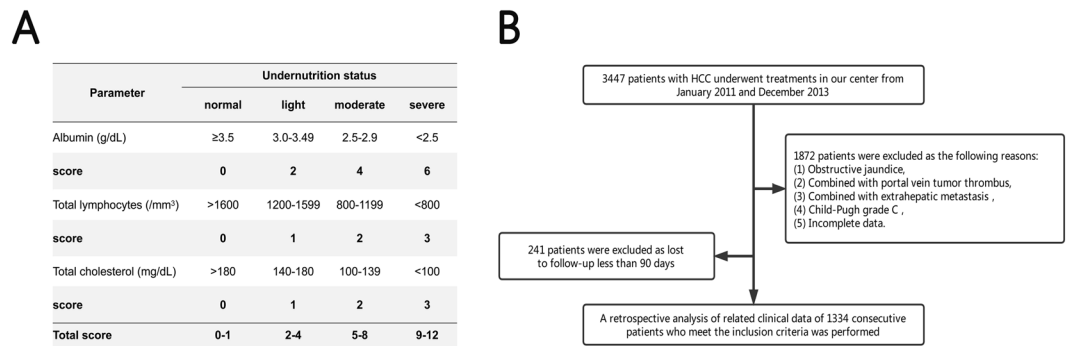 A
Undernutrition status
Parameter
normal light moderate severe
Albumin (g/dL) ≥3.5 3.0-3.49 2.5-2.9 <2.5
score 0 2 4 6
Total lymphocytes (/mm³) >1600 1200-1599 800-1199 <800
score 0 1 2 3
Total cholesterol (mg/dL) >180 140-180 100-139 <100
score 0 1 2 3
Total score 0-1 2-4 5-8 9-12
B
3447 patients with HCC underwent treatments in our center from
January 2011 and December 2013
1872 patients were excluded as the following reasons:
(1) Obstructive jaundice,
(2) Combined with portal vein tumor thrombus,
(3) Combined with extrahepatic metastasis ,
(4) Child-Pugh grade C ,
(5) Incomplete data.
241 patients were excluded as lost
to follow-up less than 90 days
A retrospective analysis of related clinical data of 1334 consecutive
patients who meet the inclusion criteria was performed